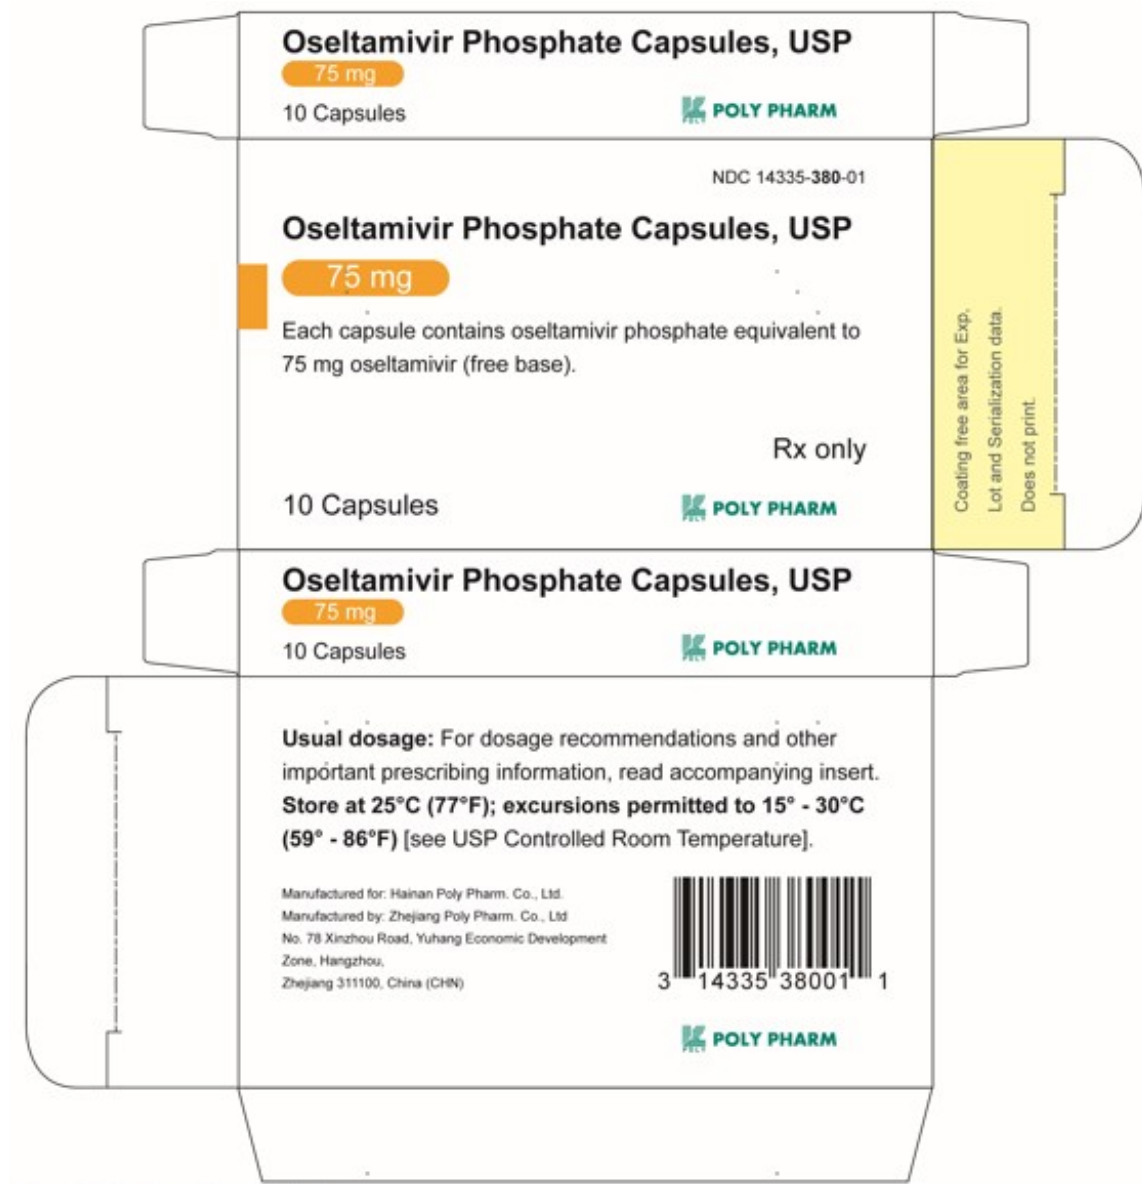 Oseltamivir Phosphate Capsules, USP
75 mg
10 Capsules
POLY
POLY PHARM
NDC 14335-380-01
Oseltamivir Phosphate Capsules, USP
75 mg
Each capsule contains oseltamivir phosphate equivalent to
75 mg oseltamivir (free base).
Rx only
10 Capsules
POLY
POLY PHARM
Coating free area for Exp,
Lot and Serialization data.
Does not print.
Oseltamivir Phosphate Capsules, USP
75 mg
10 Capsules
POLY
POLY PHARM
Usual dosage: For dosage recommendations and other
important prescribing information, read accompanying insert.
Store at 25°C (77°F); excursions permitted to 15° - 30°C
(59° - 86°F) [see USP Controlled Room Temperature].
Manufactured for: Hainan Poly Pharm. Co., Ltd.
Manufactured by: Zhejiang Poly Pharm. Co., Ltd
No. 78 Xinzhou Road, Yuhang Economic Development
Zone, Hangzhou,
Zhejiang 311100, China (CHN)
3 14335 38001 1
POLY
POLY PHARM